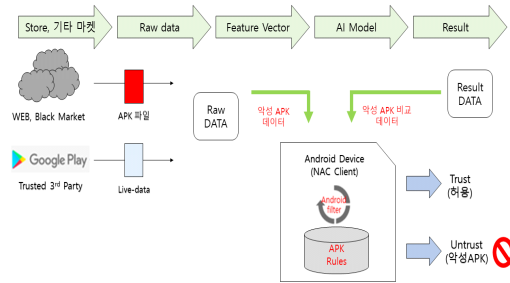 Store, 기타 마켓
Raw data
Feature Vector
AI Model
Result
WEB, Black Market
APK 파일
Raw
DATA
악성 APK
데이터
악성 APK 비교
데이터
Result
DATA
Google Play
Trusted 3rd Party
Live-data
Android Device
(NAC Client)
Android
filter
APK
Rules
Trust
(허용)
Untrust
(악성APK)